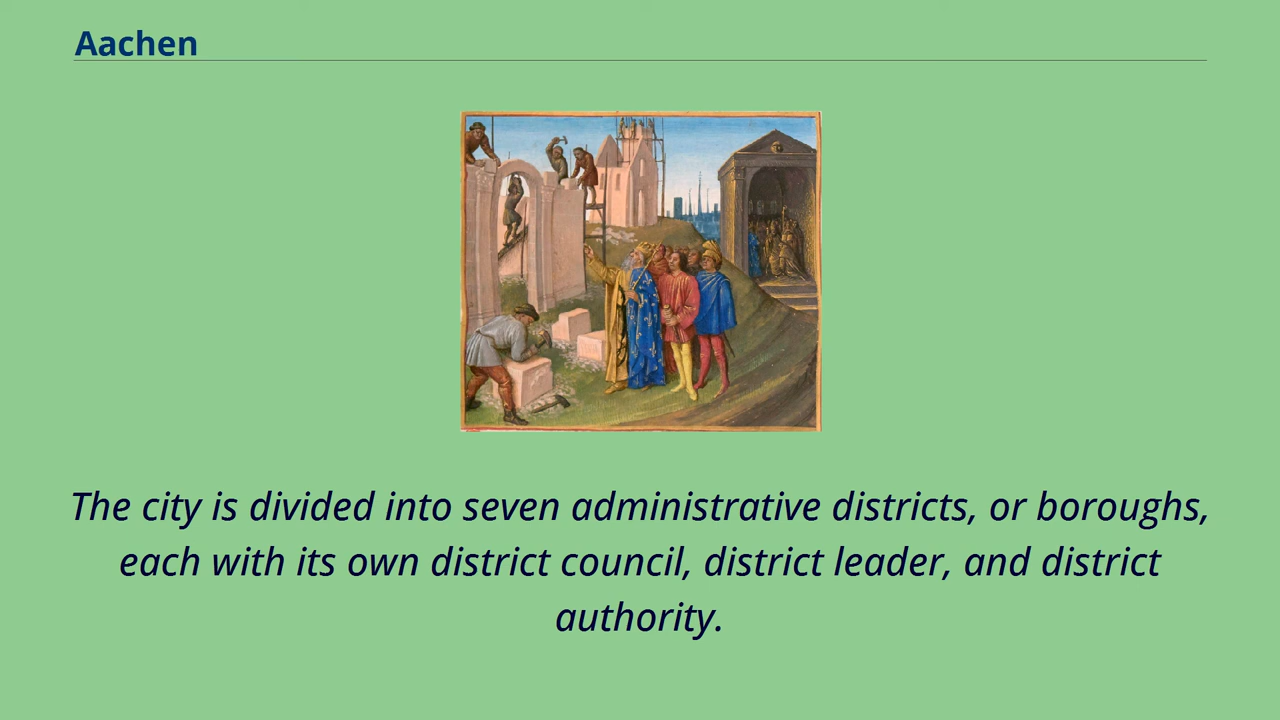 Aachen
The city is divided into seven administrative districts, or boroughs,
each with its own district council, district leader, and district
authority.